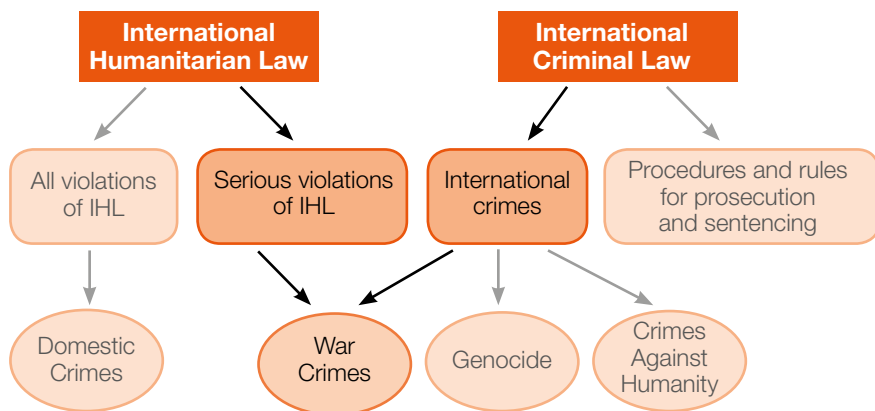 International
Humanitarian Law
International
Criminal Law
All violations
of IHL
Serious violations
of IHL
International
crimes
Procedures and rules
for prosecution
and sentencing
Domestic
Crimes
War
Crimes
Genocide
Crimes
Against
Humanity